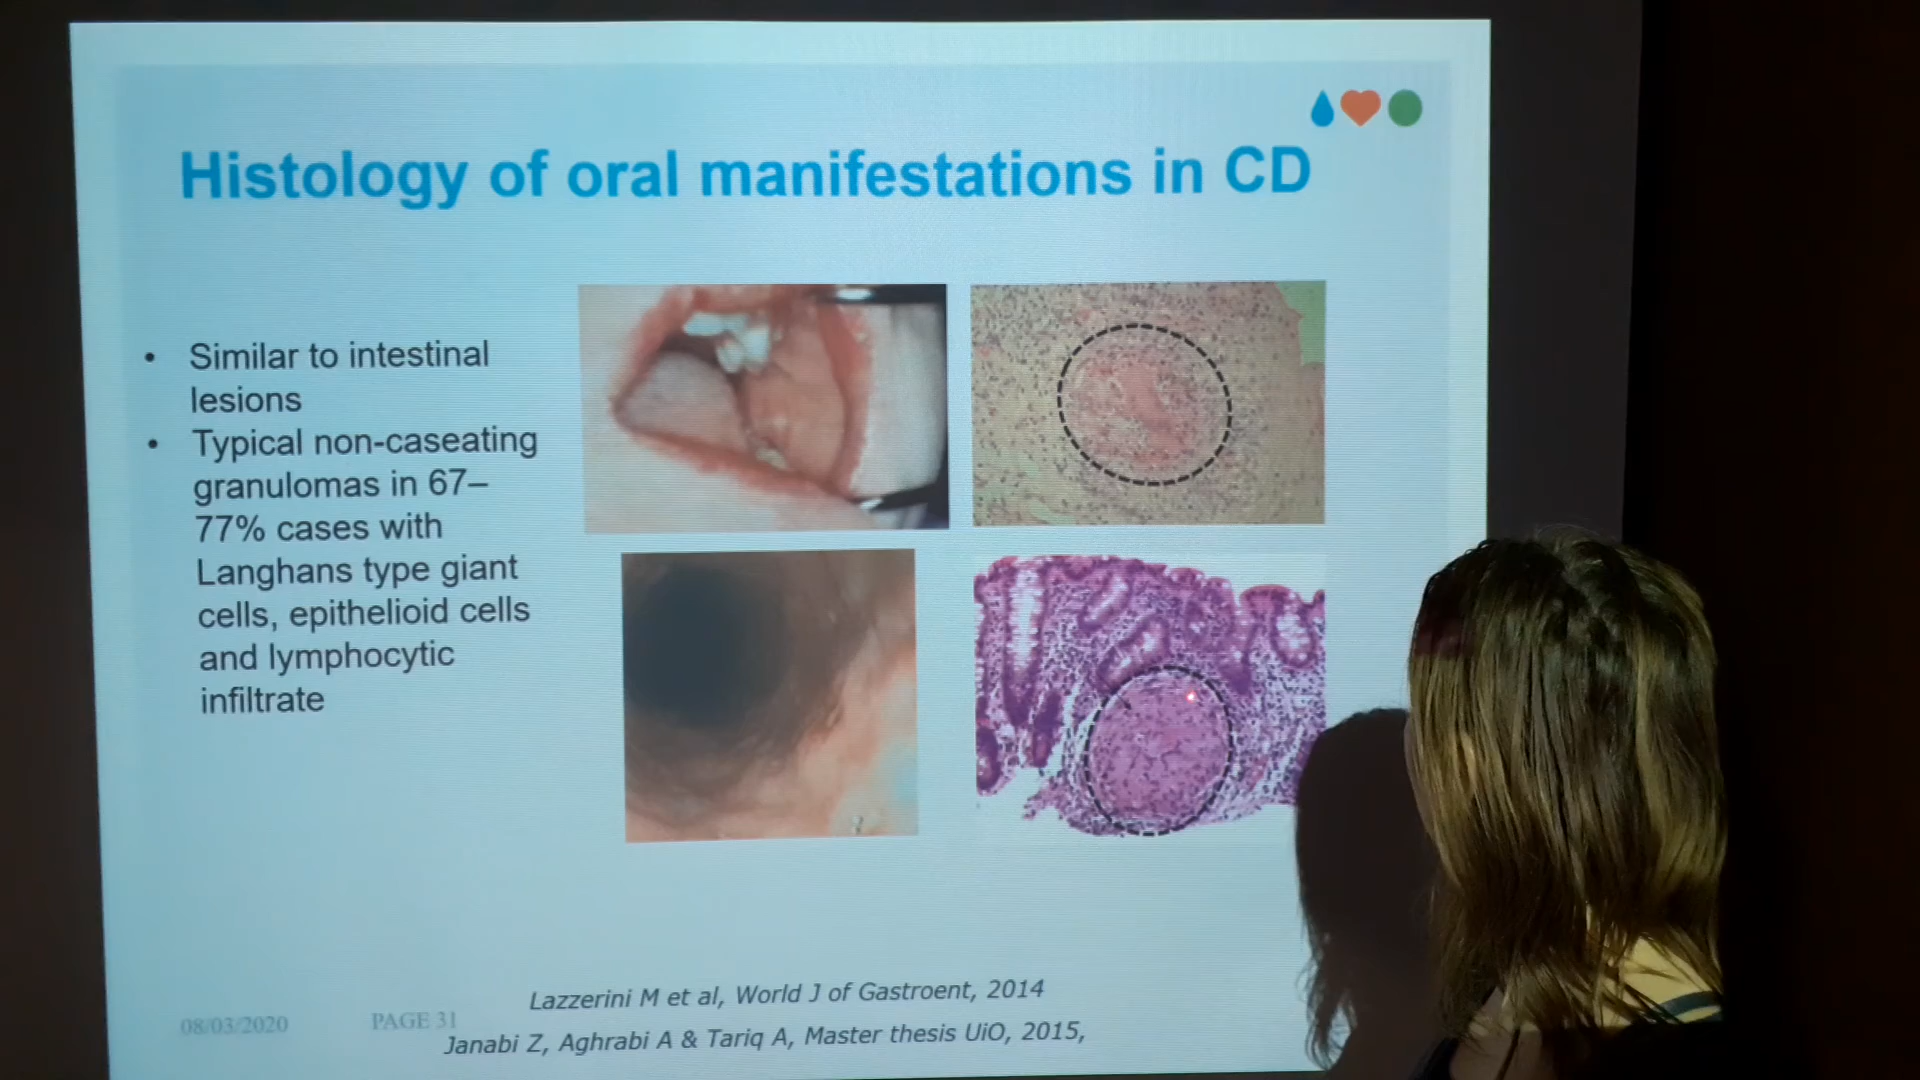 Histology of oral manifestations in CD
• Similar to intestinal
lesions
• Typical non-caseating
granulomas in 67–
77% cases with
Langhans type giant
cells, epithelioid cells
and lymphocytic
infiltrate
Lazzerini M et al, World J of Gastroent, 2014
08/03/2020 PAGE 31
Janabi Z, Aghrabi A & Tariq A, Master thesis UiO, 2015,